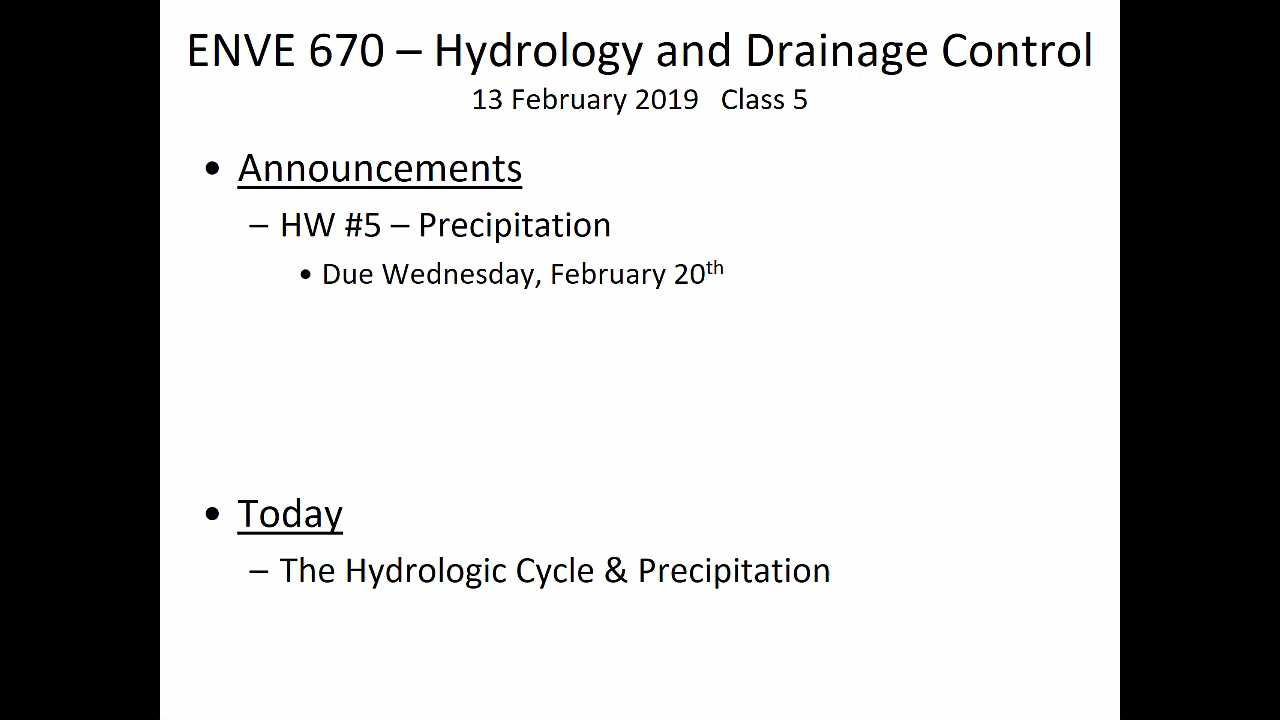 ENVE 670 – Hydrology and Drainage Control
13 February 2019 Class 5
• Announcements
– HW #5 – Precipitation
• Due Wednesday, February 20th
• Today
– The Hydrologic Cycle & Precipitation